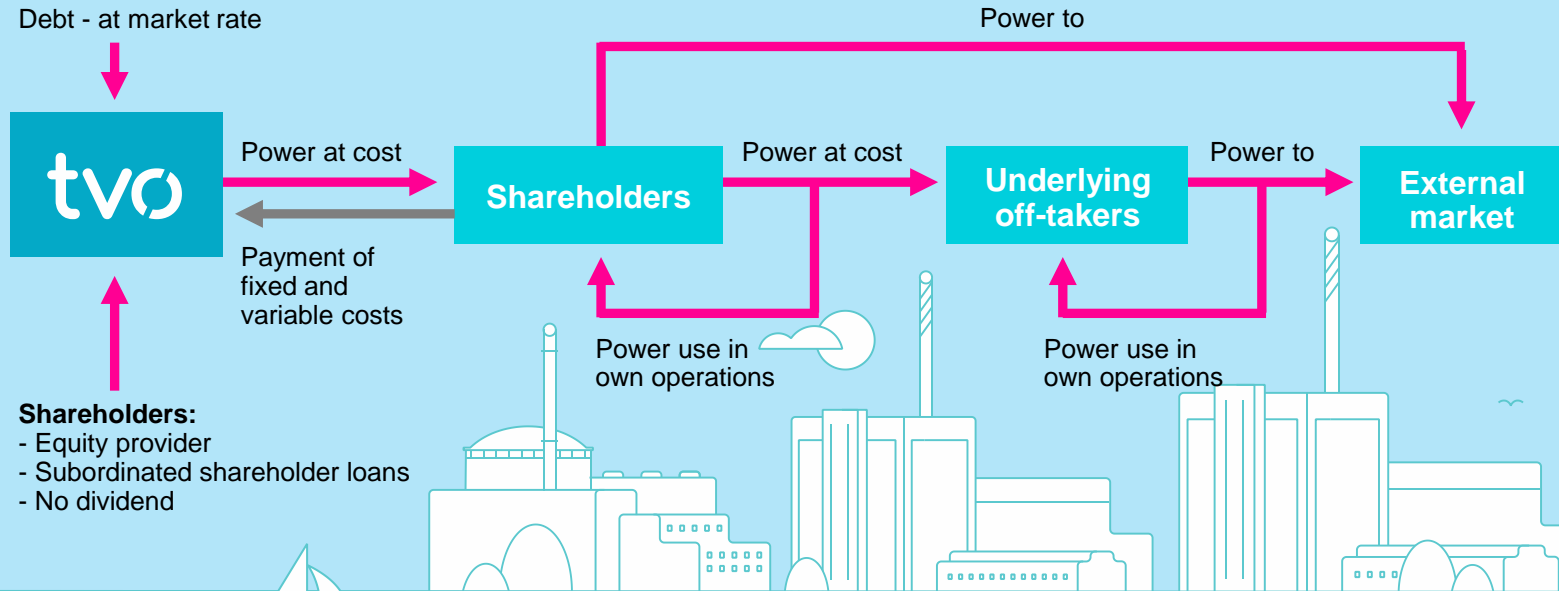 Debt - at market rate
Power to
tvo
Power at cost
Payment of
fixed and
variable costs
Shareholders
Power at cost
Underlying
off-takers
Power to
External
market
Power use in
own operations
Power use in
own operations
Shareholders:
- Equity provider
- Subordinated shareholder loans
- No dividend